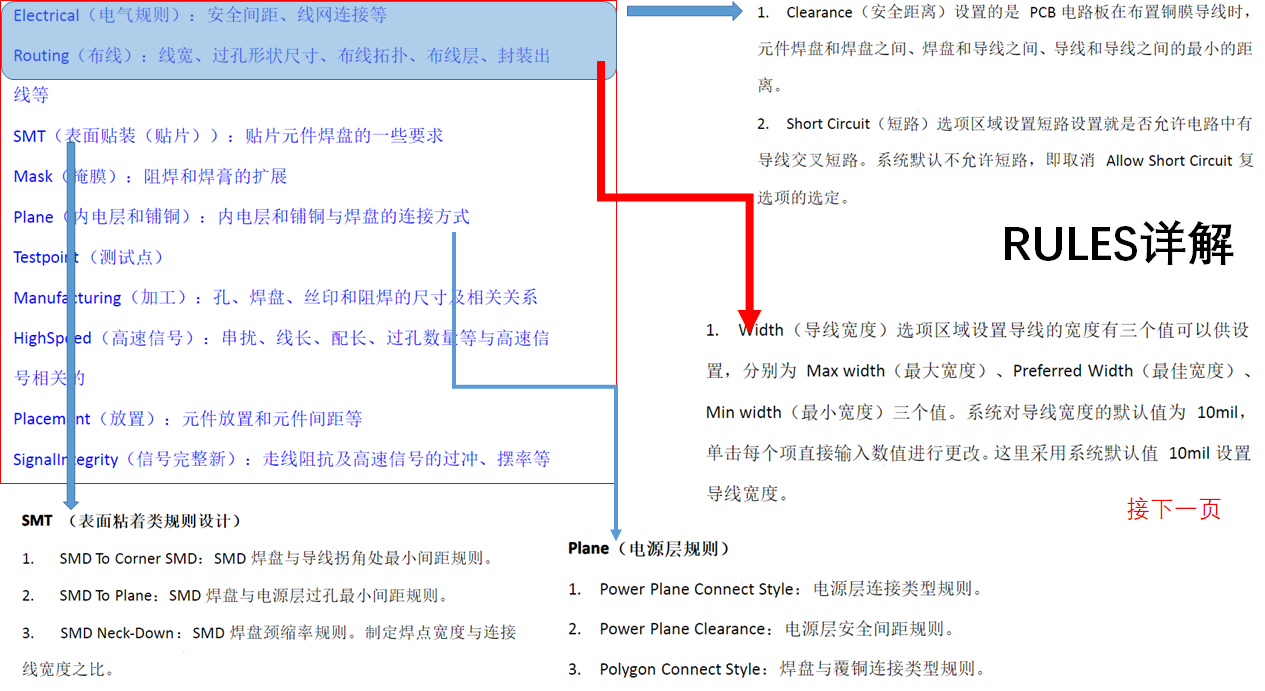 Electrical（电气规则）：安全间距、线网连接等
Routing（布线）：线宽、过孔形状尺寸、布线拓扑、布线层、封装出
线等
SMT（表面贴装（贴片））：贴片元件焊盘的一些要求
Mask（掩膜）：阻焊和焊膏的扩展
Plane（内电层和铺铜）：内电层和铺铜与焊盘的连接方式
Testpoint（测试点）
Manufacturing（加工）：孔、焊盘、丝印和阻焊的尺寸及相关关系
HighSpeed（高速信号）：串扰、线长、配长、过孔数量等与高速信
号相关的
Placement（放置）：元件放置和元件间距等
SignalIntegrity（信号完整新）：走线阻抗及高速信号的过冲、摆率等
1. Clearance（安全距离）设置的是 PCB 电路板在布置铜膜导线时，
元件焊盘和焊盘之间、焊盘和导线之间、导线和导线之间的最小的距
离。
2. Short Circuit（短路）选项区域设置短路设置就是否允许电路中有
导线交叉短路。系统默认不允许短路，即取消 Allow Short Circuit 复
选项的选定。
RULES详解
1. Width（导线宽度）选项区域设置导线的宽度有三个值可以供设
置，分别为 Max width（最大宽度）、Preferred Width（最佳宽度）、
Min width（最小宽度）三个值。系统对导线宽度的默认值为 10mil，
单击每个项直接输入数值进行更改。这里采用系统默认值 10mil 设置
导线宽度。
接下一页
SMT （表面粘着类规则设计）
1. SMD To Corner SMD：SMD 焊盘与导线拐角处最小间距规则。
2. SMD To Plane：SMD 焊盘与电源层过孔最小间距规则。
3. SMD Neck-Down：SMD 焊盘颈缩率规则。制定焊点宽度与连接
线宽度之比。
Plane（电源层规则）
1. Power Plane Connect Style：电源层连接类型规则。
2. Power Plane Clearance：电源层安全间距规则。
3. Polygon Connect Style：焊盘与覆铜连接类型规则。